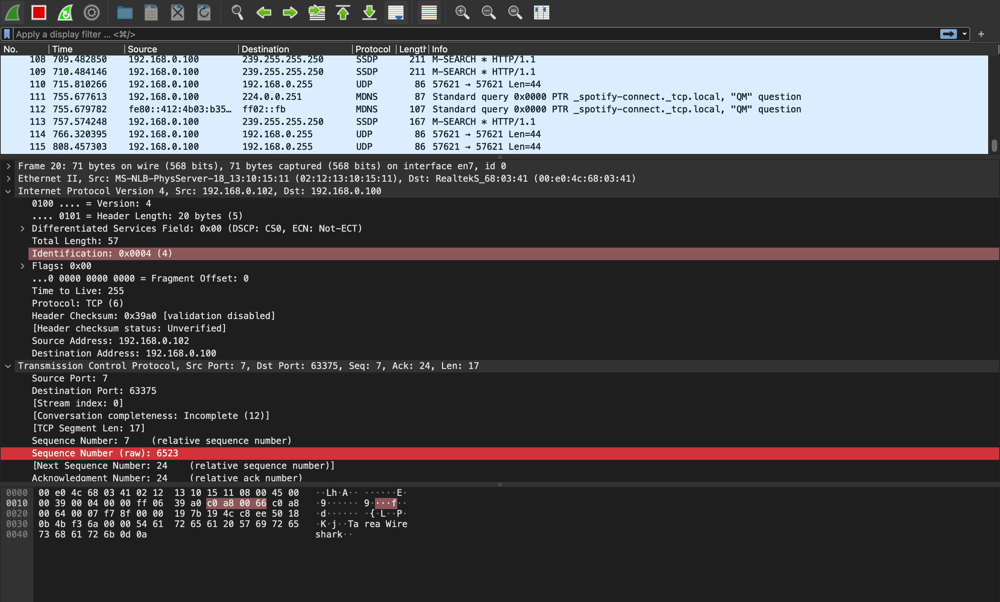 Apply a display filter ... <⌘/>
No. Time Source Destination Protocol Length Info
108 709.482850 192.168.0.100 239.255.255.250 SSDP 211 M-SEARCH * HTTP/1.1
109 710.484146 192.168.0.100 239.255.255.250 SSDP 211 M-SEARCH * HTTP/1.1
110 715.810266 192.168.0.100 192.168.0.255 UDP 86 57621 → 57621 Len=44
111 755.677613 192.168.0.100 224.0.0.251 MDNS 87 Standard query 0x0000 PTR _spotify-connect._tcp.local, "QM" question
112 755.679782 fe80::412:4b03:b35… ff02::fb MDNS 107 Standard query 0x0000 PTR _spotify-connect._tcp.local, "QM" question
113 757.574248 192.168.0.100 239.255.255.250 SSDP 167 M-SEARCH * HTTP/1.1
114 766.320395 192.168.0.100 192.168.0.255 UDP 86 57621 → 57621 Len=44
115 808.457303 192.168.0.100 192.168.0.255 UDP 86 57621 → 57621 Len=44
Frame 20: 71 bytes on wire (568 bits), 71 bytes captured (568 bits) on interface en7, id 0
Ethernet II, Src: MS-NLB-PhysServer-18_13:10:15:11 (02:12:13:10:15:11), Dst: RealtekS_68:03:41 (00:e0:4c:68:03:41)
Internet Protocol Version 4, Src: 192.168.0.102, Dst: 192.168.0.100
0100 .... = Version: 4
.... 0101 = Header Length: 20 bytes (5)
Differentiated Services Field: 0x00 (DSCP: CS0, ECN: Not-ECT)
Total Length: 57
Identification: 0x0004 (4)
Flags: 0x00
...0 0000 0000 0000 = Fragment Offset: 0
Time to Live: 255
Protocol: TCP (6)
Header Checksum: 0x39a0 [validation disabled]
[Header checksum status: Unverified]
Source Address: 192.168.0.102
Destination Address: 192.168.0.100
Transmission Control Protocol, Src Port: 7, Dst Port: 63375, Seq: 7, Ack: 24, Len: 17
Source Port: 7
Destination Port: 63375
[Stream index: 0]
[Conversation completeness: Incomplete (12)]
[TCP Segment Len: 17]
Sequence Number: 7 (relative sequence number)
Sequence Number (raw): 6523
[Next Sequence Number: 24 (relative sequence number)]
Acknowledgment Number: 24 (relative ack number)
0000 00 e0 4c 68 03 41 02 12 13 10 15 11 08 00 45 00 ··Lh·A·· ······E·
0010 00 39 00 04 00 00 ff 06 39 a0 c0 a8 00 66 c0 a8 ·9······ 9····f··
0020 00 64 00 07 f7 8f 00 00 19 7b 19 4c c8 ee 50 18 ·d······ ·{·L··P·
0030 0b 4b f3 6a 00 00 54 61 72 65 61 20 57 69 72 65 ·K·j··Ta rea Wire
0040 73 68 61 72 6b 0d 0a shark··